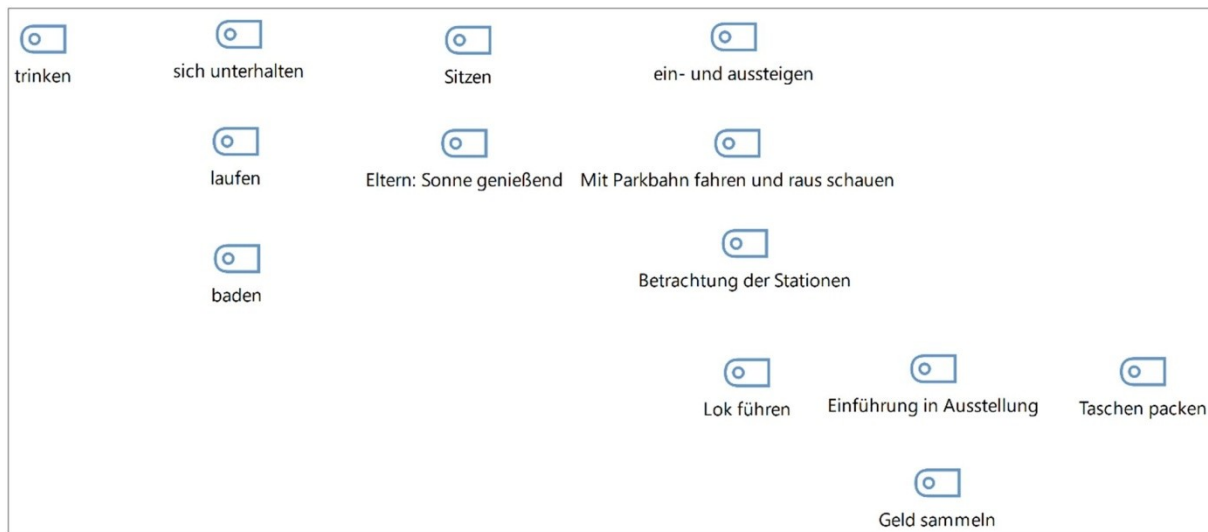 trinken
sich unterhalten
Sitzen
ein- und aussteigen
laufen
Eltern: Sonne genießend
Mit Parkbahn fahren und raus schauen
baden
Betrachtung der Stationen
Lok führen
Einführung in Ausstellung
Taschen packen
Geld sammeln